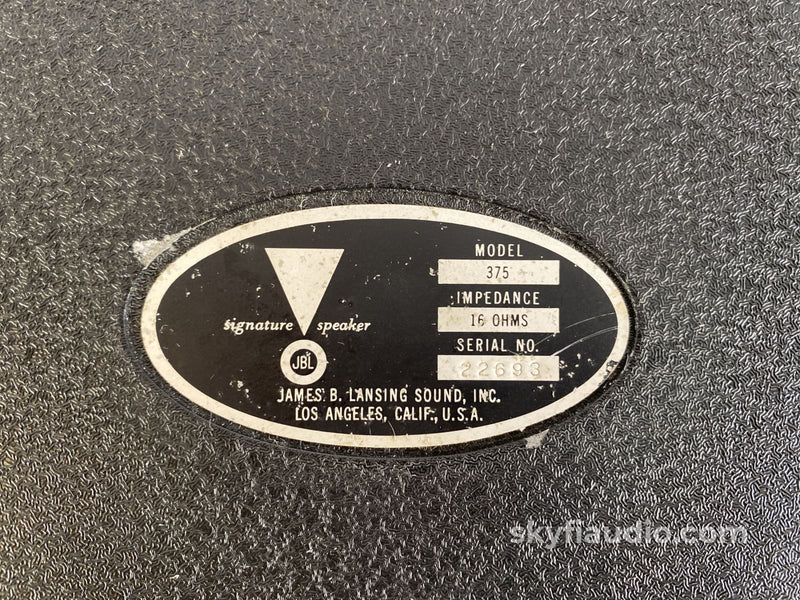 MODEL
375
IMPEDANCE
16 OHMS
SERIAL NO.
22693
signature speaker
JBL
JAMES B. LANSING SOUND, INC.
LOS ANGELES, CALIF., U.S.A.
skyfiaudio.com